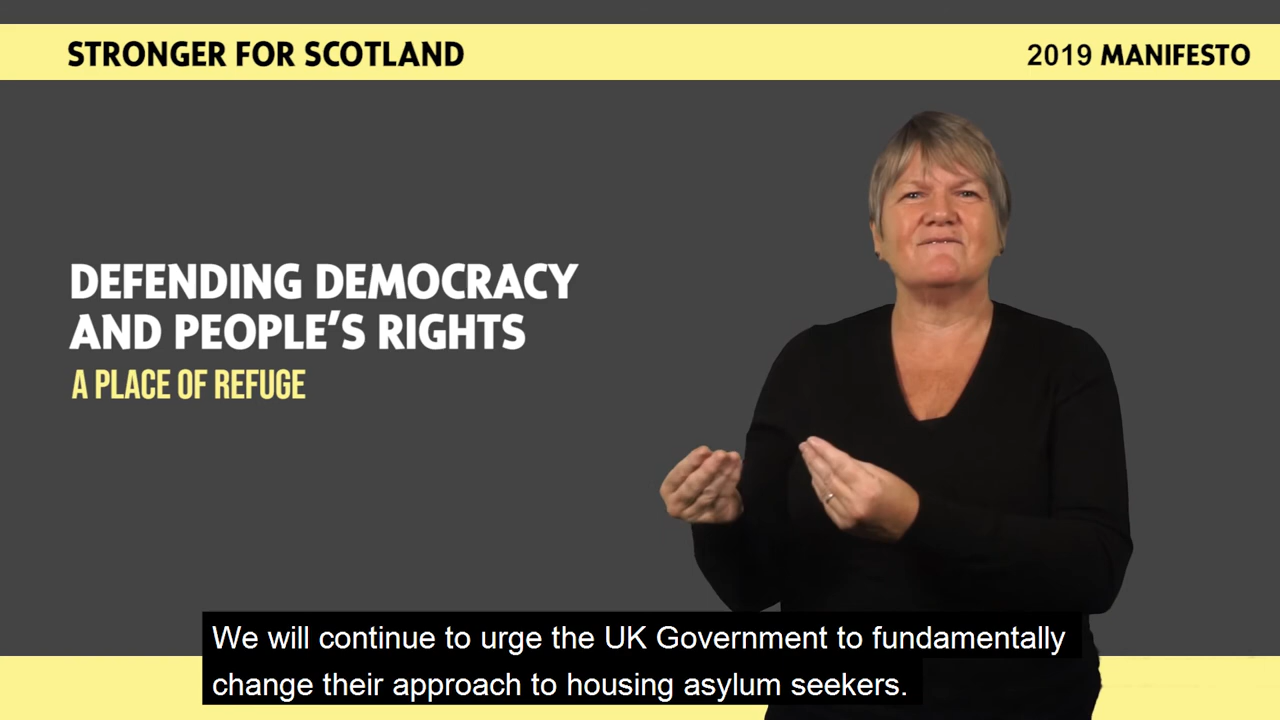 STRONGER FOR SCOTLAND
2019 MANIFESTO
DEFENDING DEMOCRACY
AND PEOPLE’S RIGHTS
A PLACE OF REFUGE
We will continue to urge the UK Government to fundamentally
change their approach to housing asylum seekers.